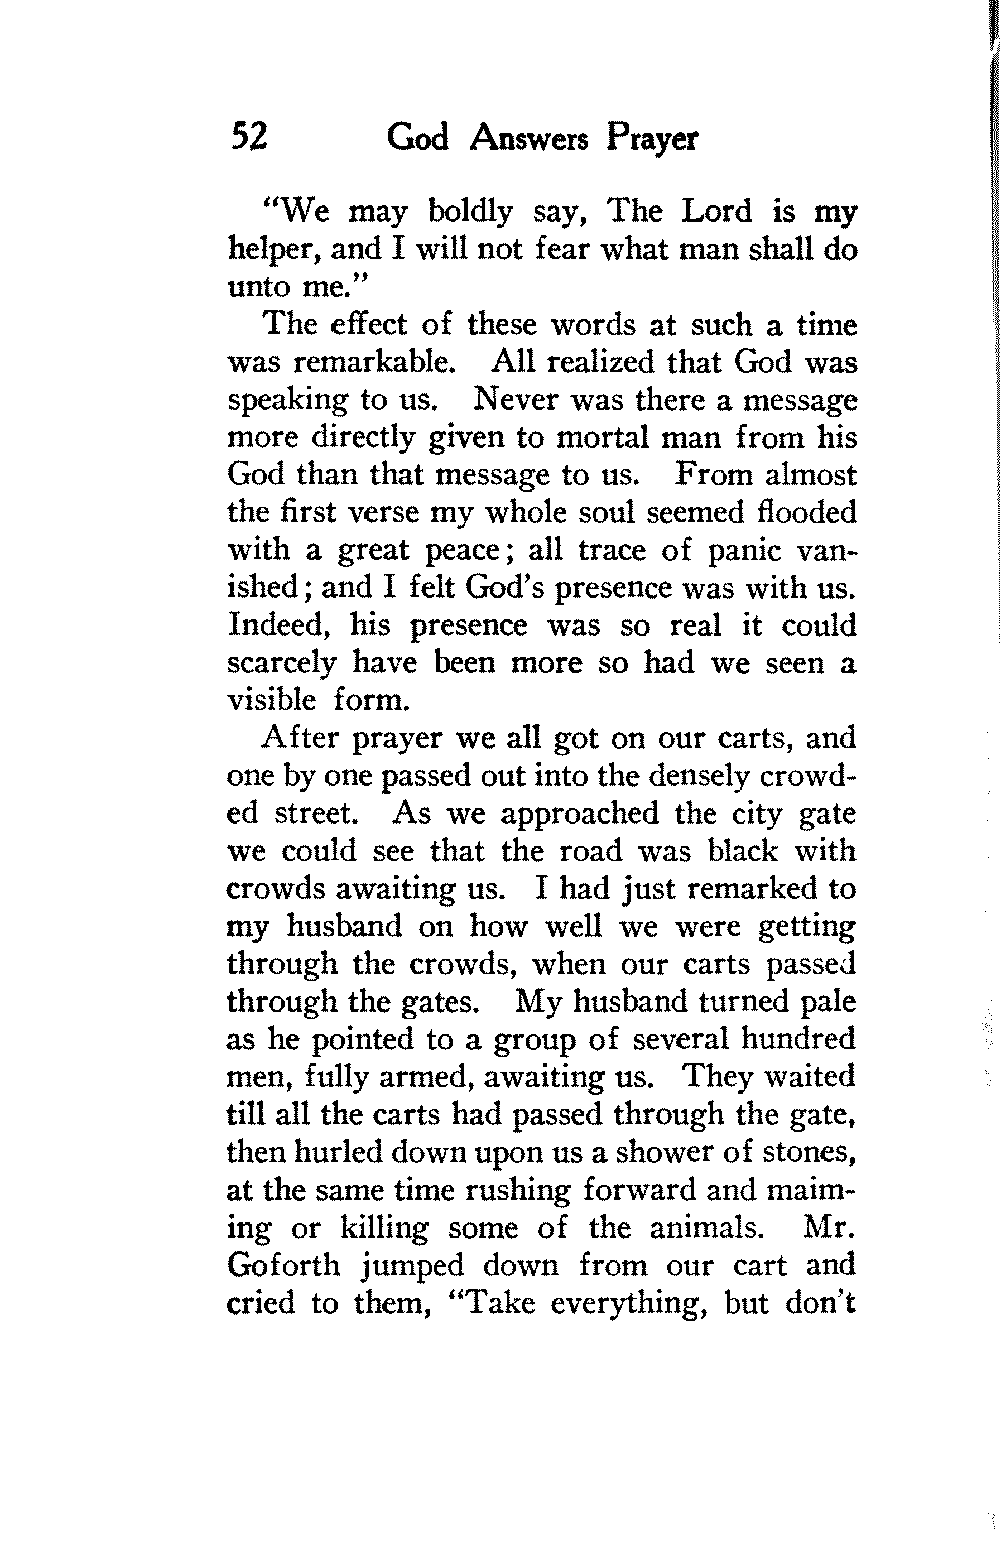 52 God Answers Prayer
“We may boldly say, The Lord is my
helper, and I will not fear what man shall do
unto me.”
The effect of these words at such a time
was remarkable. All realized that God was
speaking to us. Never was there a message
more directly given to mortal man from his
God than that message to us. From almost
the first verse my whole soul seemed flooded
with a great peace; all trace of panic van-
ished; and I felt God’s presence was with us.
Indeed, his presence was so real it could
scarcely have been more so had we seen a
visible form.
After prayer we all got on our carts, and
one by one passed out into the densely crowd-
ed street. As we approached the city gate
we could see that the road was black with
crowds awaiting us. I had just remarked to
my husband on how well we were getting
through the crowds, when our carts passed
through the gates. My husband turned pale
as he pointed to a group of several hundred
men, fully armed, awaiting us. They waited
till all the carts had passed through the gate,
then hurled down upon us a shower of stones,
at the same time rushing forward and maim-
ing or killing some of the animals. Mr.
Goforth jumped down from our cart and
cried to them, “Take everything, but don’t